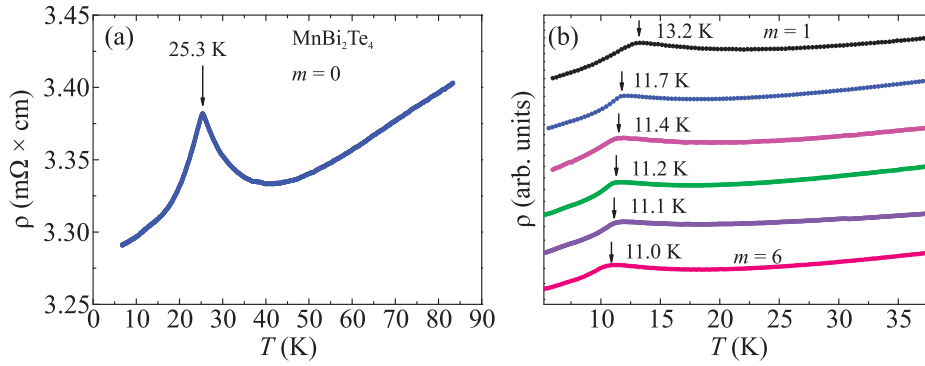 (a)
25.3 K
MnBi₂Te₄
m = 0
ρ (mΩ × cm)
3.45
3.40
3.35
3.30
3.25
0 10 20 30 40 50 60 70 80 90
T (K)
(b)
13.2 K
m = 1
11.7 K
11.4 K
11.2 K
11.1 K
11.0 K
m = 6
ρ (arb. units)
10 15 20 25 30 35
T (K)